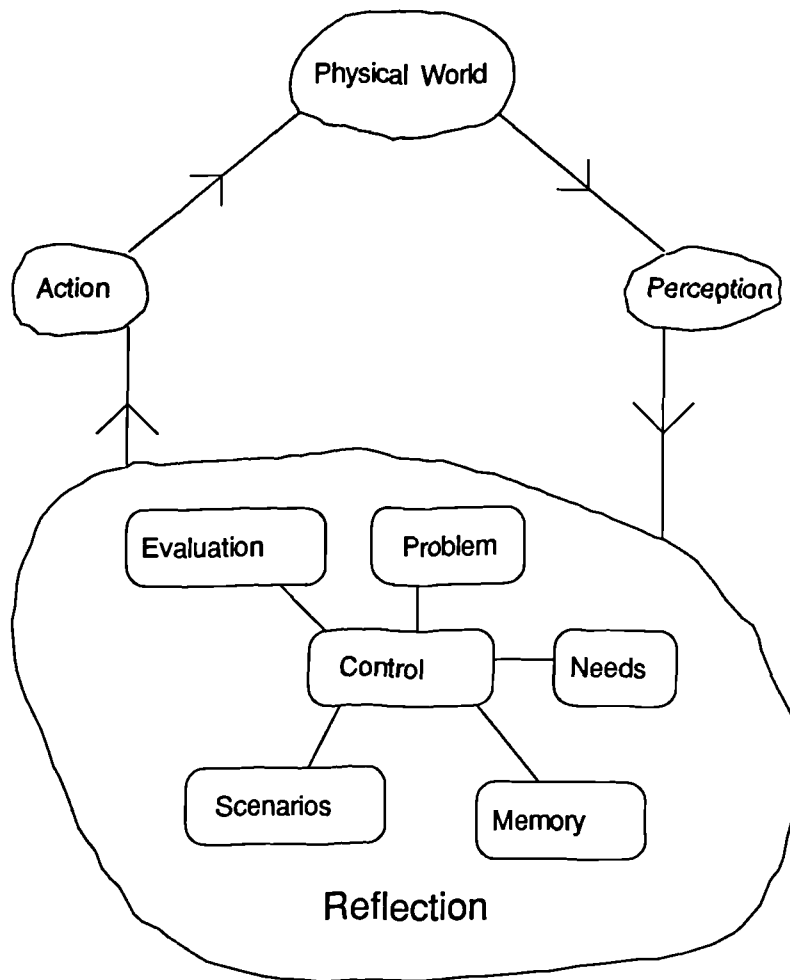 Physical World
Action
Perception
Evaluation
Problem
Control
Needs
Scenarios
Memory
Reflection